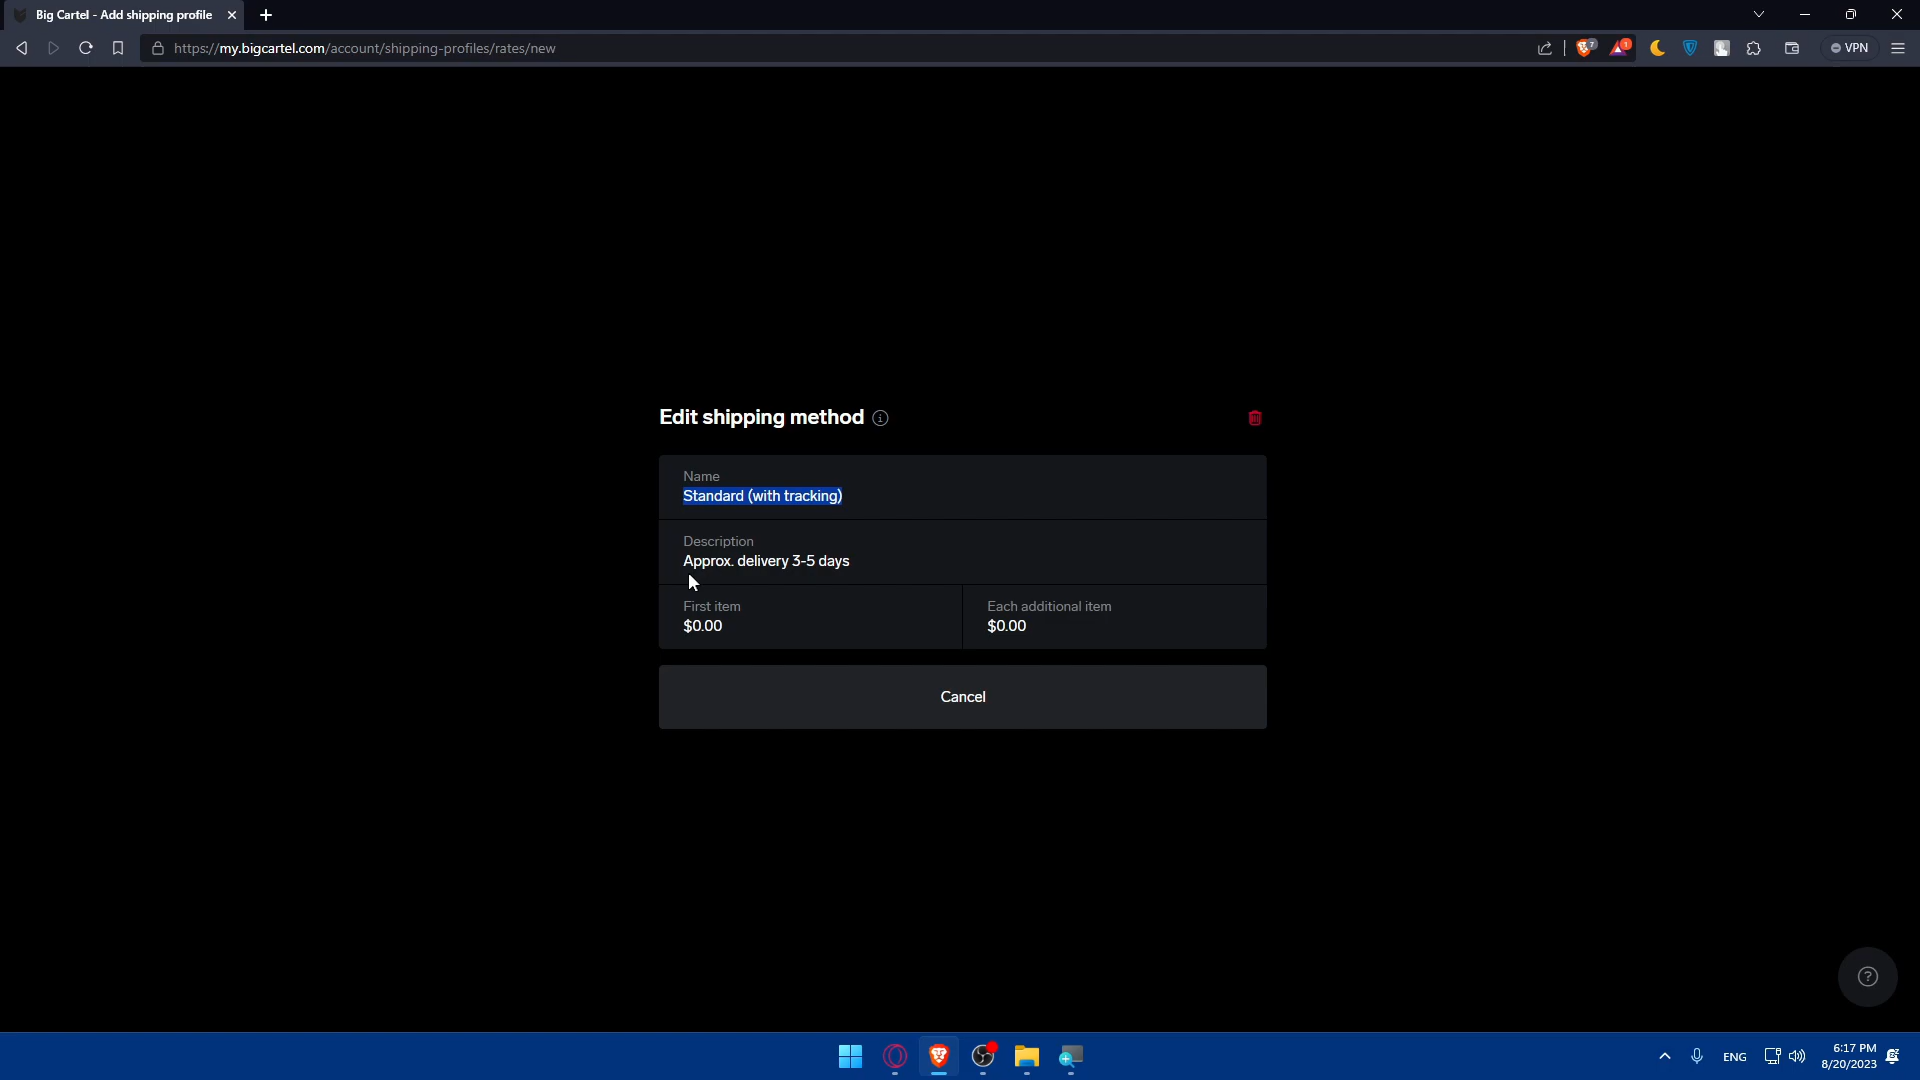 Big Cartel - Add shipping profile
https://my.bigcartel.com/account/shipping-profiles/rates/new
7
1
VPN
Edit shipping method
Name
Standard (with tracking)
Description
Approx. delivery 3-5 days
First item
$0.00
Each additional item
$0.00
Cancel
ENG
6:17 PM
8/20/2023